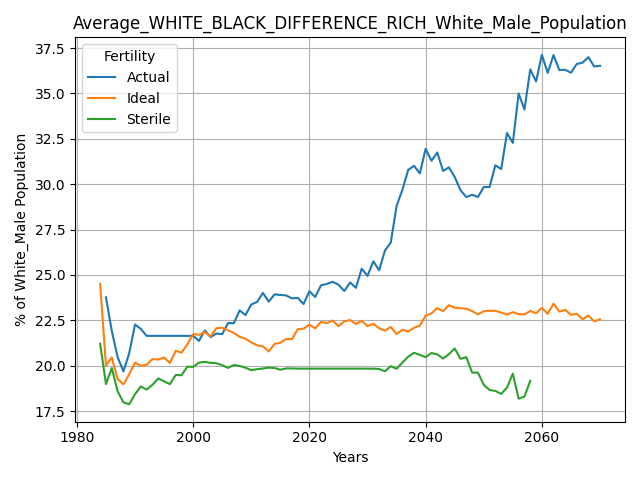 Average_WHITE_BLACK_DIFFERENCE_RICH_White_Male_Population
37.5
35.0
32.5
30.0
27.5
25.0
22.5
20.0
17.5
% of White_Male Population
Fertility
Actual
Ideal
Sterile
1980
2000
2020
2040
2060
Years